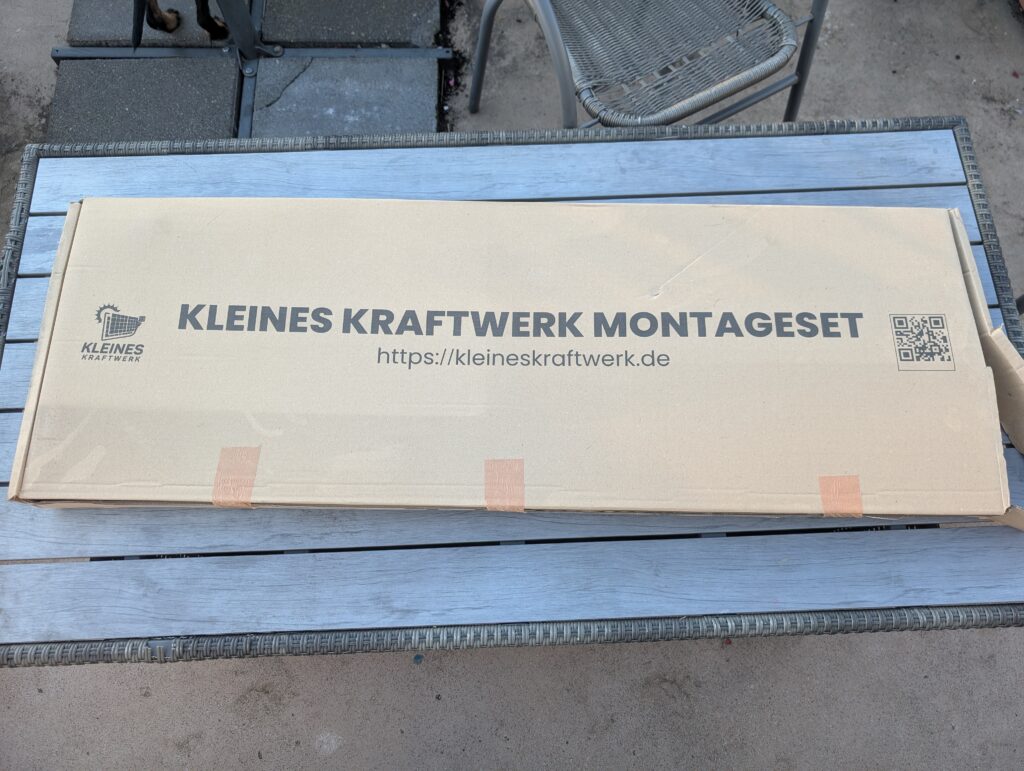 KLEINES KRAFTWERK MONTAGESET
https://kleineskraftwerk.de
KLEINES
KRAFTWERK